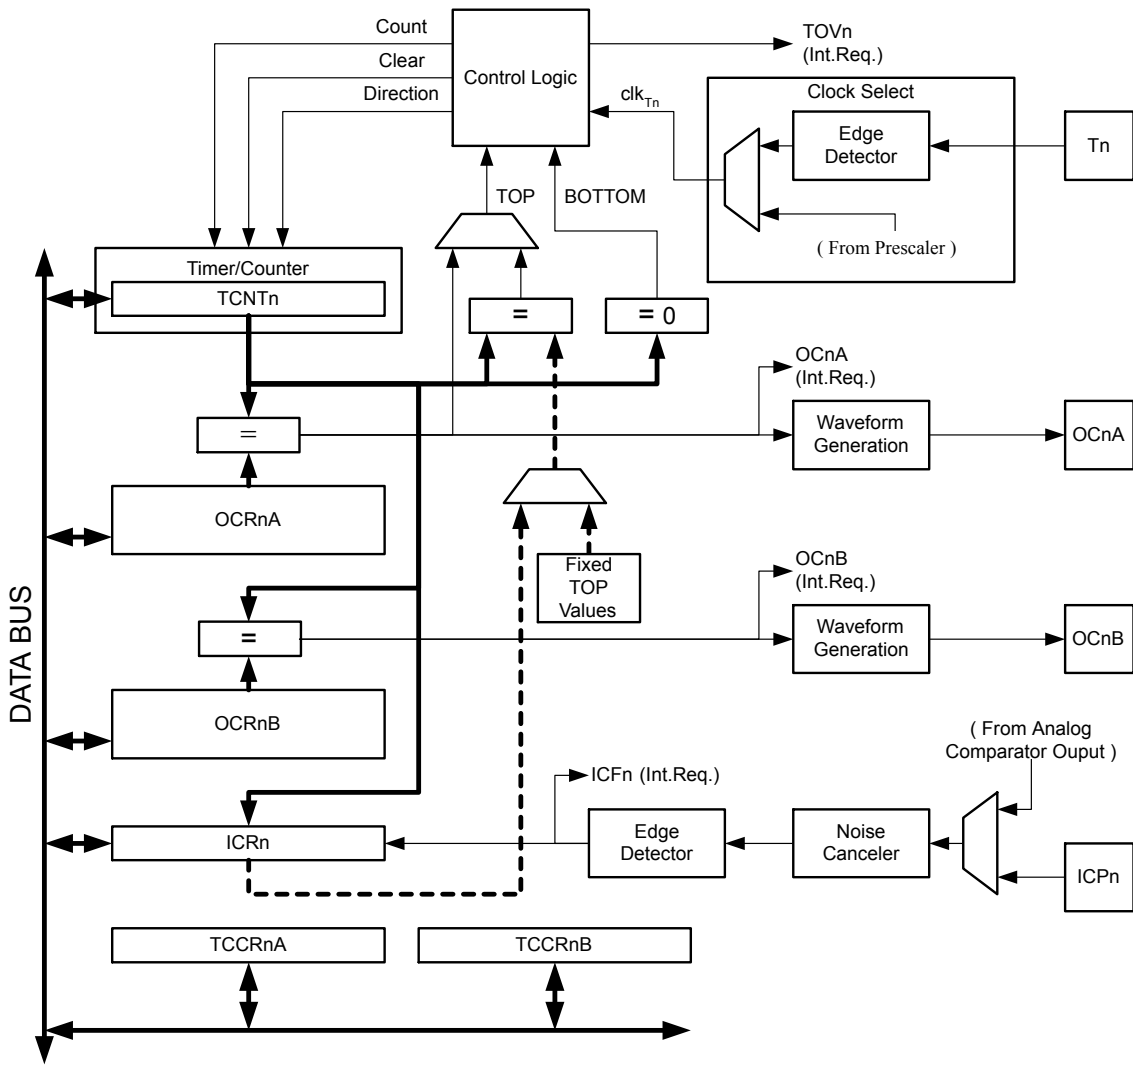 Count
Clear
Direction
Control Logic
TOVn
(Int.Req.)
clkTn
Clock Select
Edge
Detector
Tn
( From Prescaler )
TOP
BOTTOM
Timer/Counter
TCNTn
=
= 0
OCnA
(Int.Req.)
=
Waveform
Generation
OCnA
OCRnA
Fixed
TOP
Values
OCnB
(Int.Req.)
=
Waveform
Generation
OCnB
OCRnB
DATA BUS
( From Analog
Comparator Ouput )
ICFn (Int.Req.)
ICRn
Edge
Detector
Noise
Canceler
ICPn
TCCRnA
TCCRnB